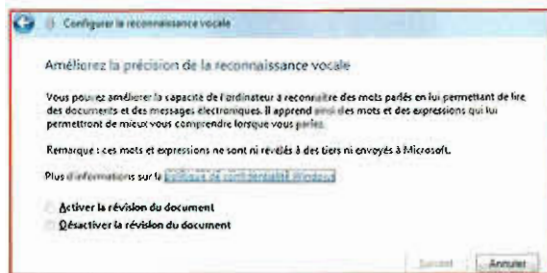 Configurer la reconnaissance vocale
Améliorez la précision de la reconnaissance vocale
Vous pouvez améliorer la capacité de l'ordinateur à reconnaître des mots parlés en lui permettant de lire
des documents et des messages électroniques. Il apprend ainsi des mots et des expressions qui lui
permettront de mieux vous comprendre lorsque vous parlez.
Remarque : ces mots et expressions ne sont ni révélés à des tiers ni envoyés à Microsoft.
Plus d'informations sur la politique de confidentialité Windows
Activer la révision du document
Désactiver la révision du document
Suivant Annuler